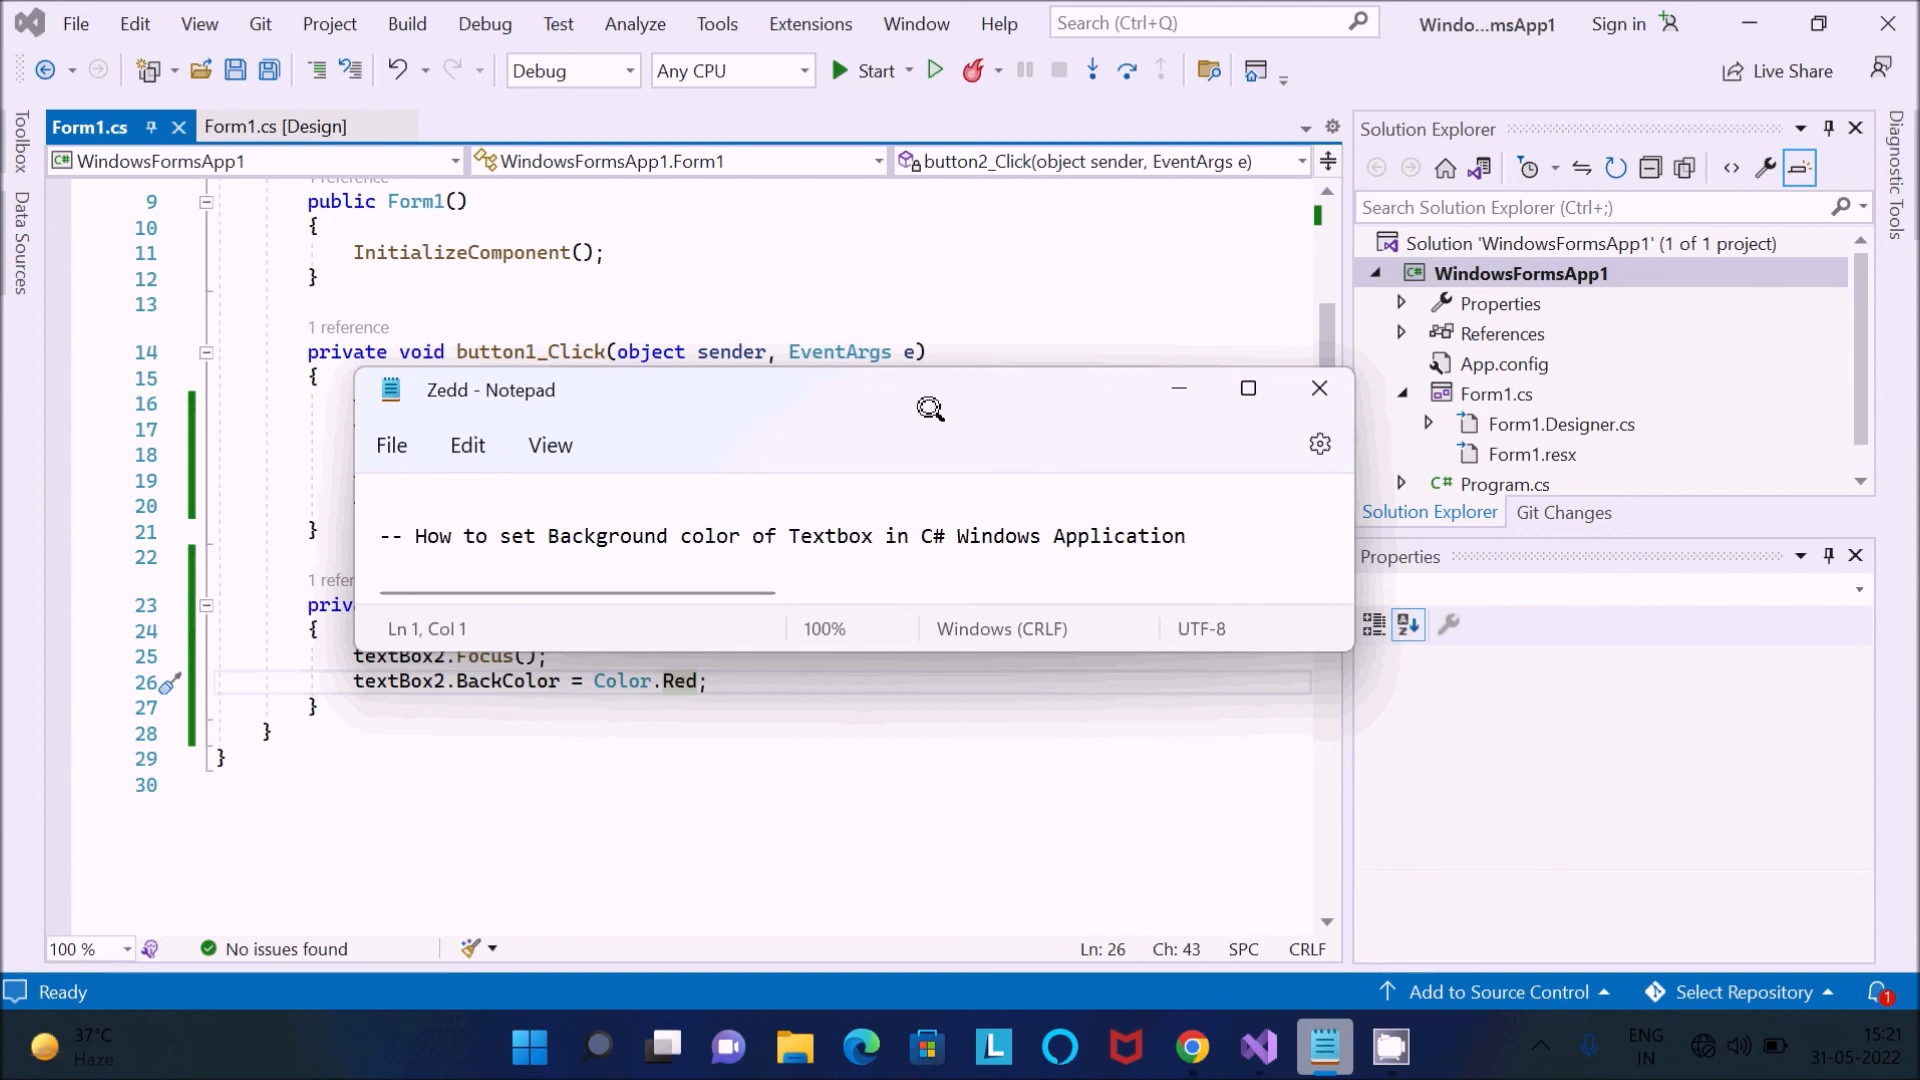 File Edit View Git Project Build Debug Test Analyze Tools Extensions Window Help Search (Ctrl+Q) Windo...msApp1 Sign in
Debug Any CPU Start Live Share
Toolbox
Data Sources
Form1.cs Form1.cs [Design]
C# WindowsFormsApp1 WindowsFormsApp1.Form1 button2_Click(object sender, EventArgs e)
9 public Form1()
10 {
11 InitializeComponent();
12 }
13
1 reference
14 private void button1_Click(object sender, EventArgs e)
15 {
16
17
18
19
20
21 }
22
1 refer
23 priv
24 {
25 textBox2.Focus();
26 textBox2.BackColor = Color.Red;
27 }
28 }
29 }
30
Zedd - Notepad
File Edit View
-- How to set Background color of Textbox in C# Windows Application
Ln 1, Col 1 100% Windows (CRLF) UTF-8
100 % No issues found Ln: 26 Ch: 43 SPC CRLF
Solution Explorer
Search Solution Explorer (Ctrl+;)
Solution 'WindowsFormsApp1' (1 of 1 project)
C# WindowsFormsApp1
Properties
References
App.config
Form1.cs
Form1.Designer.cs
Form1.resx
C# Program.cs
Solution Explorer Git Changes
Properties
Diagnostic Tools
Ready Add to Source Control Select Repository 1
37°C
Haze
L
ENG
IN
15:21
31-05-2022